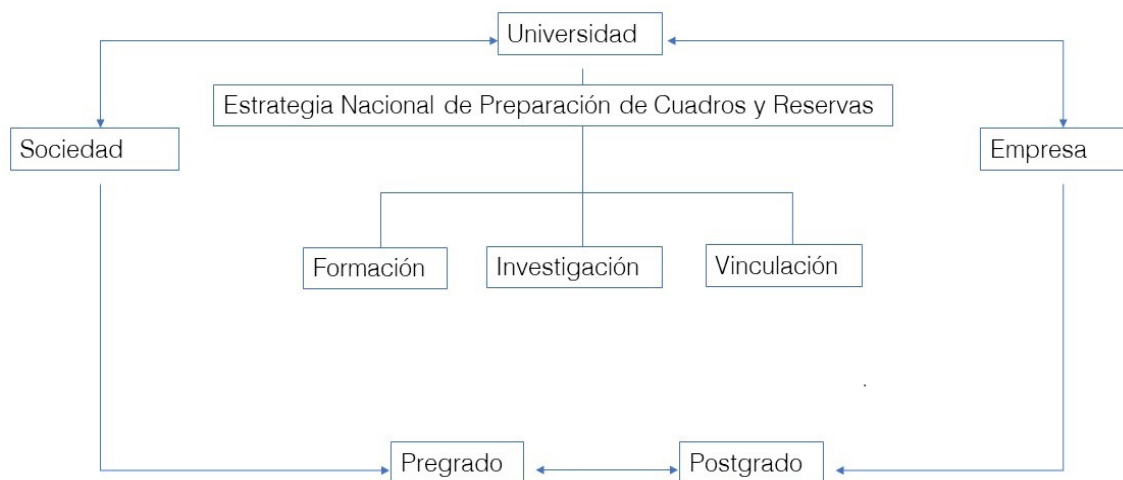 Universidad
Estrategia Nacional de Preparación de Cuadros y Reservas
Sociedad
Empresa
Formación
Investigación
Vinculación
Pregrado
Postgrado